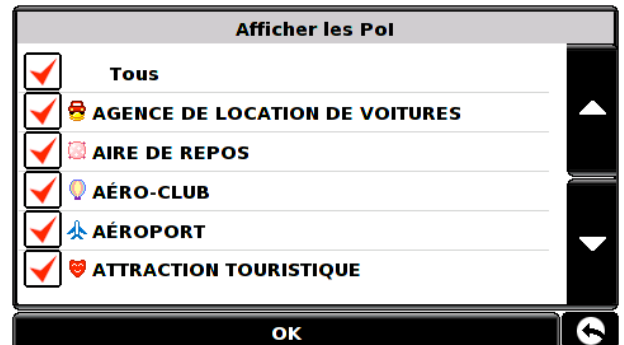 Afficher les PoI
Tous
AGENCE DE LOCATION DE VOITURES
AIRE DE REPOS
AÉRO-CLUB
AÉROPORT
ATTRACTION TOURISTIQUE
OK